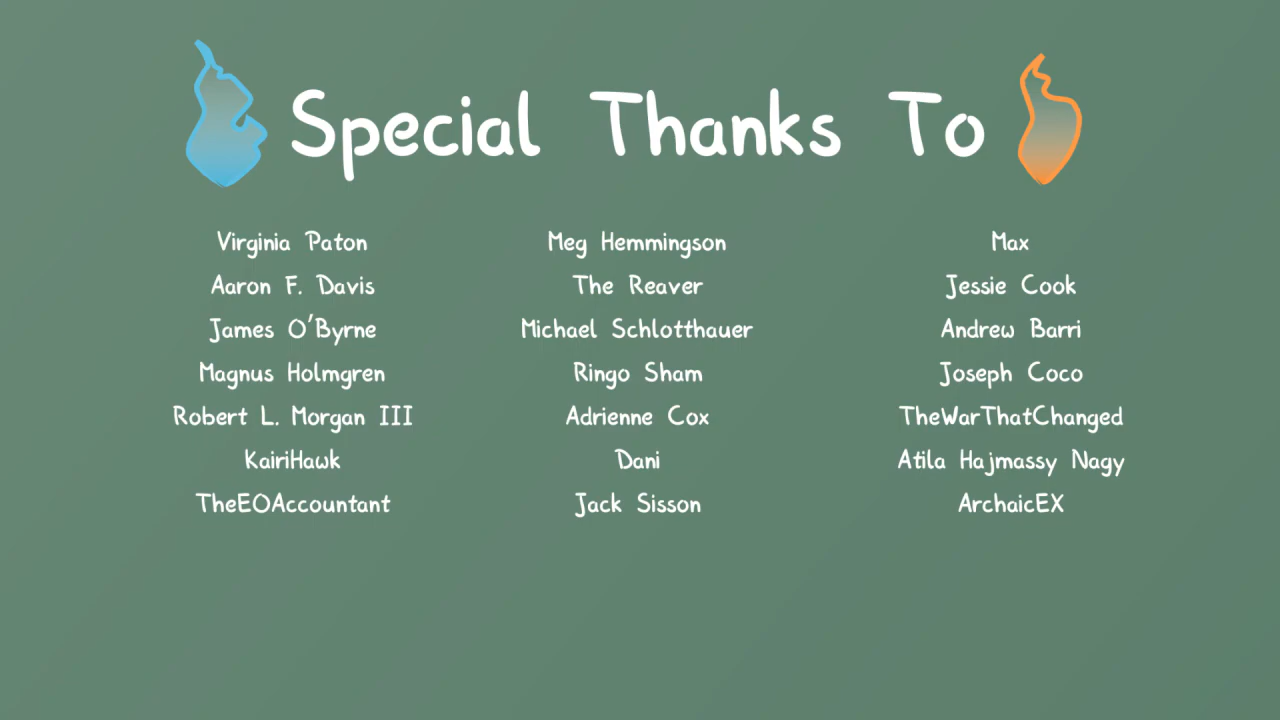 Special Thanks To
Virginia Paton
Aaron F. Davis
James O'Byrne
Magnus Holmgren
Robert L. Morgan III
KairiHawk
TheEOAccountant
Meg Hemmingson
The Reaver
Michael Schlotthauer
Ringo Sham
Adrienne Cox
Dani
Jack Sisson
Max
Jessie Cook
Andrew Barri
Joseph Coco
TheWarThatChanged
Atila Hajmassy Nagy
ArchaicEX